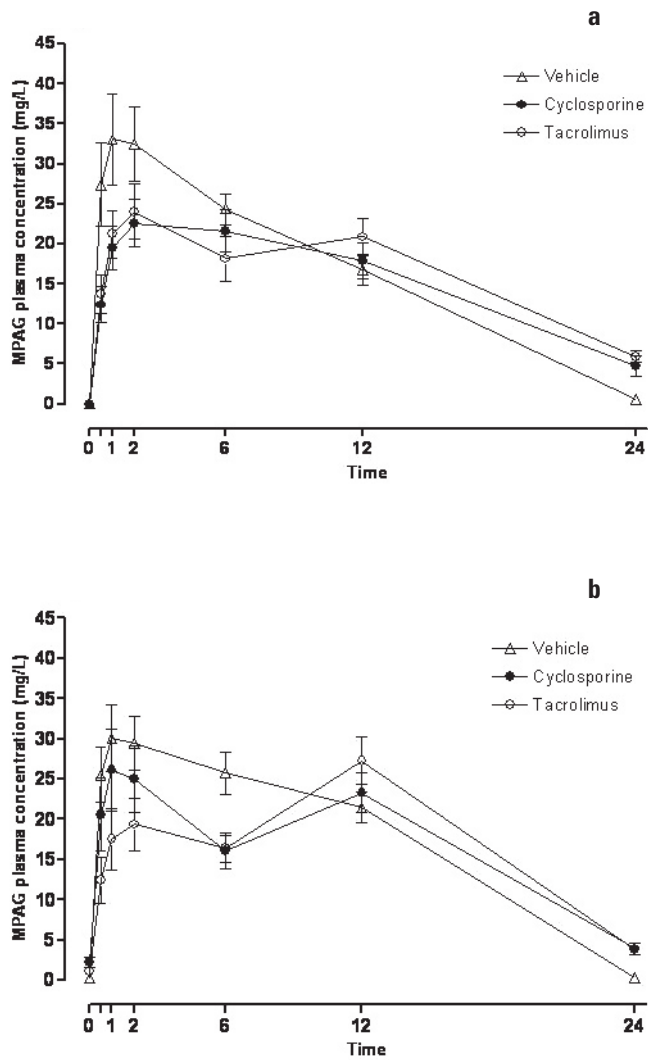 a
MPAG plasma concentration (mg/L)
45
40
35
30
25
20
15
10
5
0
Vehicle
Cyclosporine
Tacrolimus
0 1 2 6 12 24
Time
b
MPAG plasma concentration (mg/L)
45
40
35
30
25
20
15
10
5
0
Vehicle
Cyclosporine
Tacrolimus
0 1 2 6 12 24
Time